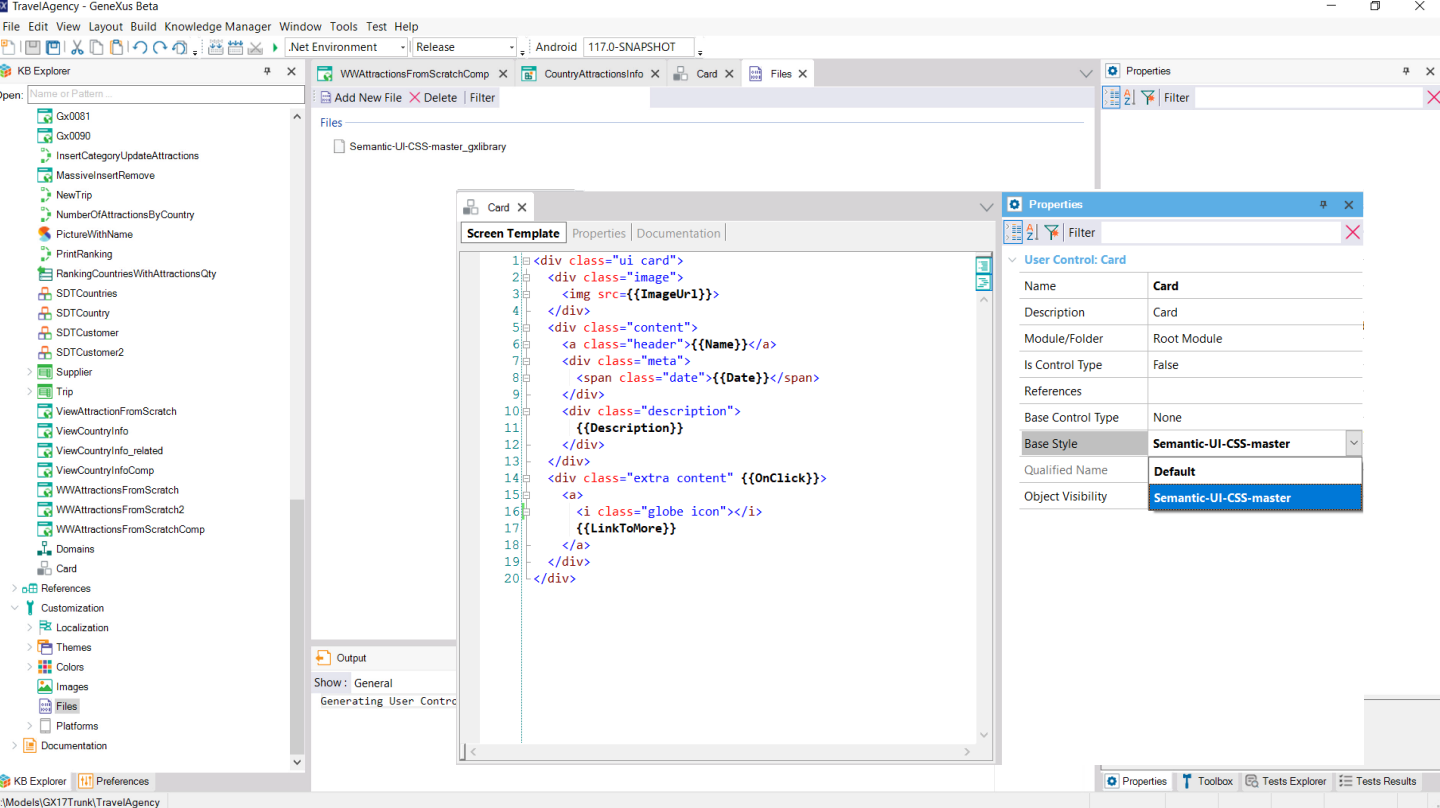 TravelAgency - GeneXus Beta
File Edit View Layout Build Knowledge Manager Window Tools Test Help
.Net Environment Release Android 117.0-SNAPSHOT
KB Explorer
Open: Name or Pattern ...
Gx0081
Gx0090
InsertCategoryUpdateAttractions
MassiveInsertRemove
NewTrip
NumberOfAttractionsByCountry
PictureWithName
PrintRanking
RankingCountriesWithAttractionsQty
SDTCountries
SDTCountry
SDTCustomer
SDTCustomer2
Supplier
Trip
ViewAttractionFromScratch
ViewCountryInfo
ViewCountryInfo_related
ViewCountryInfoComp
WWAttractionsFromScratch
WWAttractionsFromScratch2
WWAttractionsFromScratchComp
Domains
Card
References
Customization
Localization
Themes
Colors
Images
Files
Platforms
Documentation
KB Explorer Preferences
:\Models\GX17Trunk\TravelAgency
WWAttractionsFromScratchComp CountryAttractionsInfo Card Files
Add New File Delete Filter
Files
Semantic-UI-CSS-master_gxlibrary
Output
Show : General
Generating User Contro
Card
Screen Template Properties Documentation
1 <div class="ui card">
2 <div class="image">
3 <img src={{ImageUrl}}>
4 </div>
5 <div class="content">
6 <a class="header">{{Name}}</a>
7 <div class="meta">
8 <span class="date">{{Date}}</span>
9 </div>
10 <div class="description">
11 {{Description}}
12 </div>
13 </div>
14 <div class="extra content" {{OnClick}}>
15 <a>
16 <i class="globe icon"></i>
17 {{LinkToMore}}
18 </a>
19 </div>
20 </div>
Properties
Filter
Properties
Filter
User Control: Card
Name Card
Description Card
Module/Folder Root Module
Is Control Type False
References
Base Control Type None
Base Style Semantic-UI-CSS-master
Default
Qualified Name
Semantic-UI-CSS-master
Object Visibility
Properties Toolbox Tests Explorer Tests Results